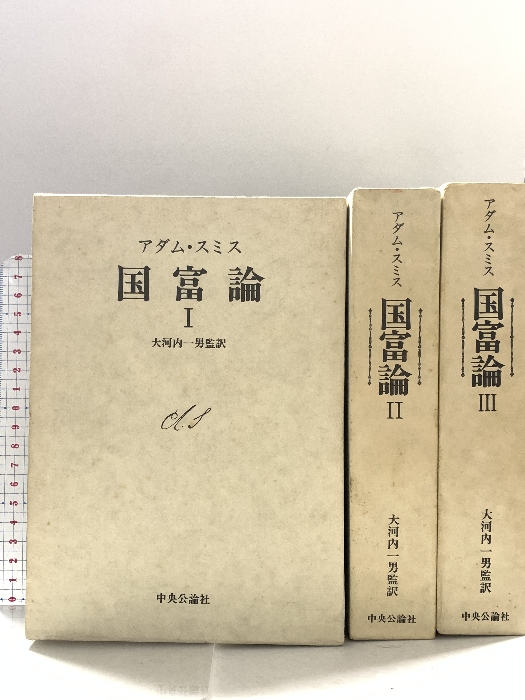 アダム・スミス
国富論
I
大河内一男監訳
A.S
中央公論社
アダム・スミス
国富論
II
大河内一男監訳
中央公論社
アダム・スミス
国富論
III
大河内一男監訳
中央公論社